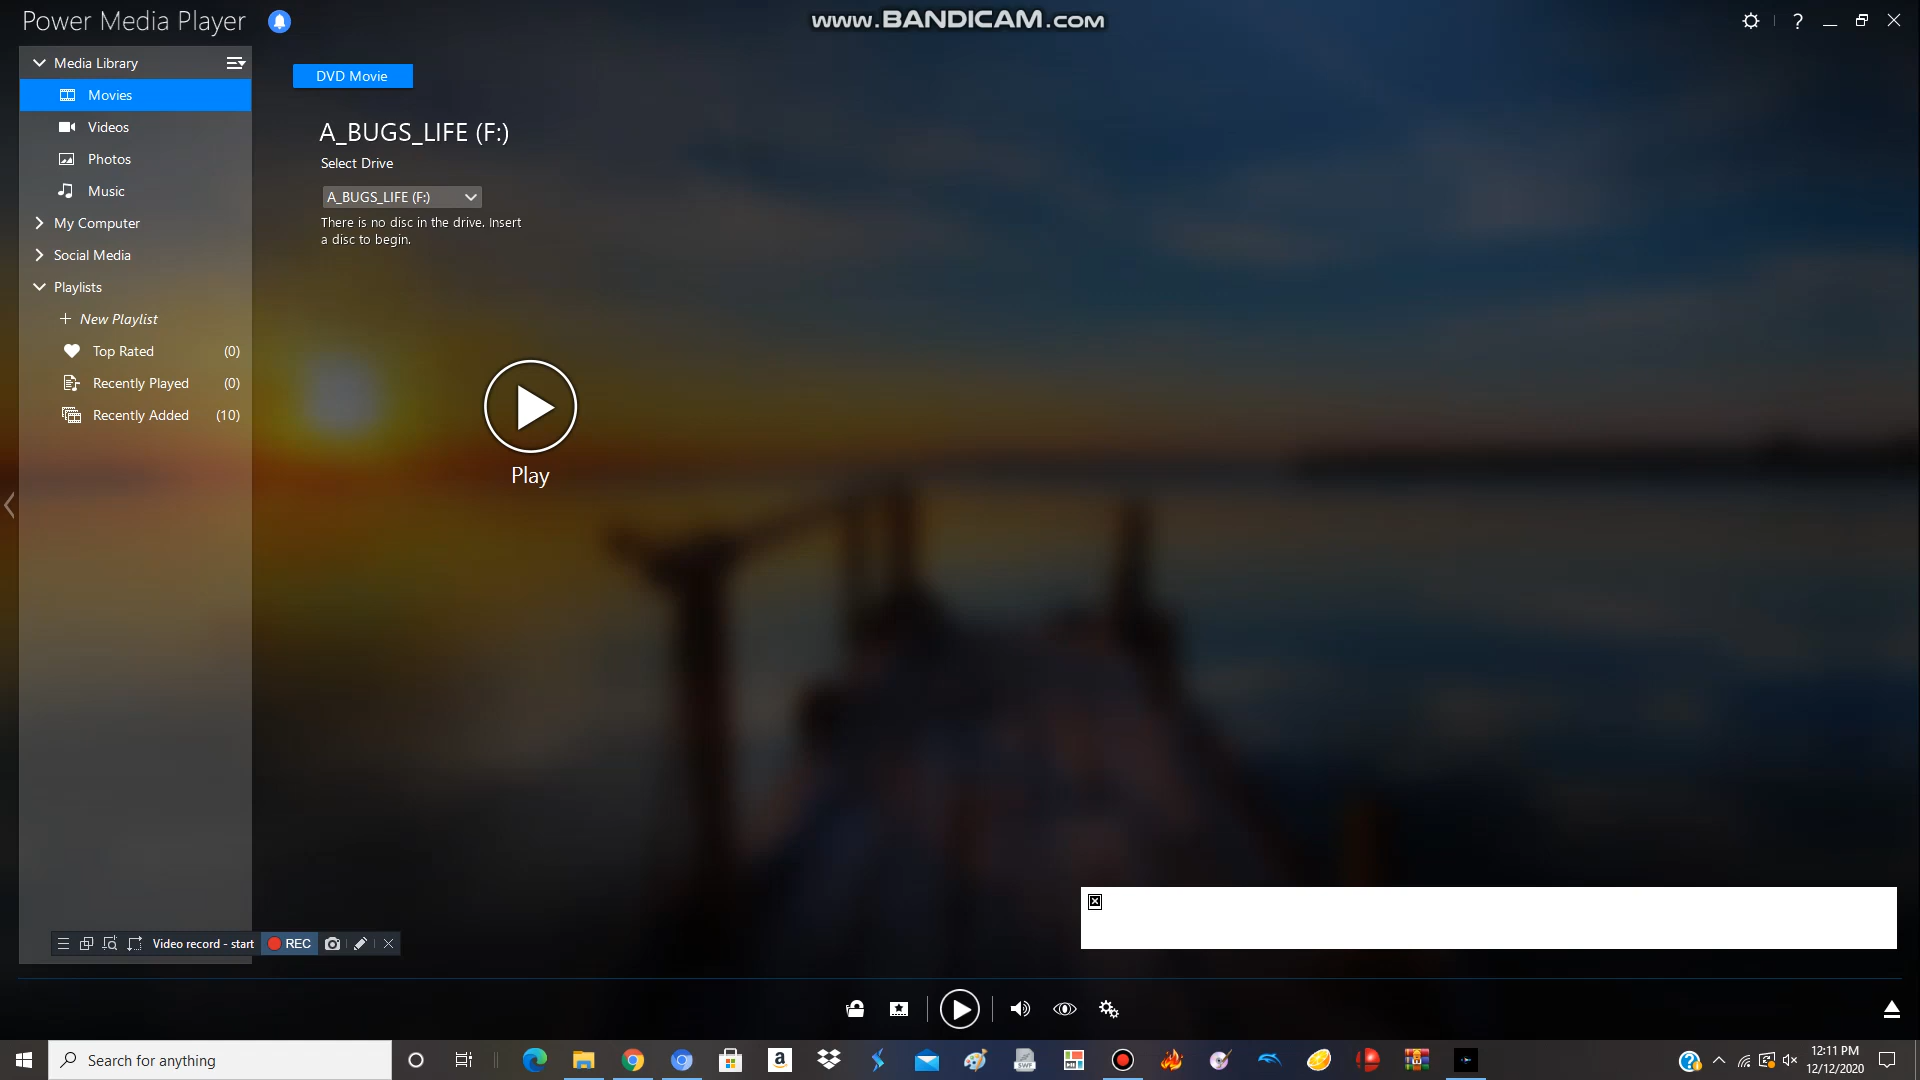 Power Media Player
www.BANDICAM.com
?
Media Library
Movies
Videos
Photos
Music
My Computer
Social Media
Playlists
+ New Playlist
Top Rated (0)
Recently Played (0)
Recently Added (10)
DVD Movie
A_BUGS_LIFE (F:)
Select Drive
A_BUGS_LIFE (F:)
There is no disc in the drive. Insert
a disc to begin.
Play
Video record - start
REC
Search for anything
a
SWF
12:11 PM
12/12/2020